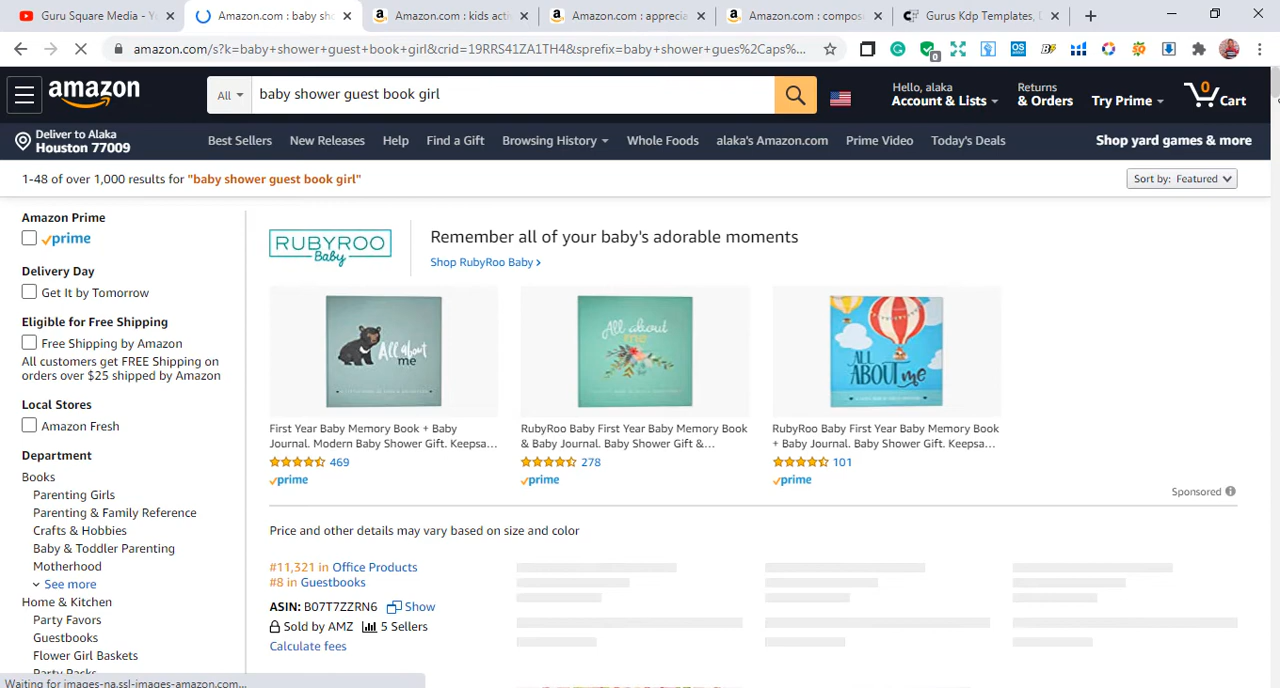 Guru Square Media - Y
Amazon.com : baby sho
Amazon.com : kids acti
Amazon.com : apprecia
Amazon.com : compos
Gurus Kdp Templates,
amazon.com/s?k=baby+shower+guest+book+girl&crid=19RRS41ZA1TH4&sprefix=baby+shower+gues%2Caps%...
amazon
All
baby shower guest book girl
Hello, alaka
Account & Lists
Returns
& Orders
Try Prime
0
Cart
Deliver to Alaka
Houston 77009
Best Sellers
New Releases
Help
Find a Gift
Browsing History
Whole Foods
alaka's Amazon.com
Prime Video
Today's Deals
Shop yard games & more
1-48 of over 1,000 results for "baby shower guest book girl"
Sort by: Featured
Amazon Prime
prime
Delivery Day
Get It by Tomorrow
Eligible for Free Shipping
Free Shipping by Amazon
All customers get FREE Shipping on
orders over $25 shipped by Amazon
Local Stores
Amazon Fresh
Department
Books
Parenting Girls
Parenting & Family Reference
Crafts & Hobbies
Baby & Toddler Parenting
Motherhood
See more
Home & Kitchen
Party Favors
Guestbooks
Flower Girl Baskets
Party Packs
RUBYROO
Baby
Remember all of your baby's adorable moments
Shop RubyRoo Baby ›
All about
me
All about
me
ALL
ABOUT me
First Year Baby Memory Book + Baby
Journal. Modern Baby Shower Gift. Keepsa...
469
prime
RubyRoo Baby First Year Baby Memory Book
& Baby Journal. Baby Shower Gift &...
278
prime
RubyRoo Baby First Year Baby Memory Book
+ Baby Journal. Baby Shower Gift. Keepsa...
101
prime
Sponsored
Price and other details may vary based on size and color
#11,321 in Office Products
#8 in Guestbooks
ASIN: B07T7ZZRN6 Show
Sold by AMZ 5 Sellers
Calculate fees
Waiting for images-na.ssl-images-amazon.com...